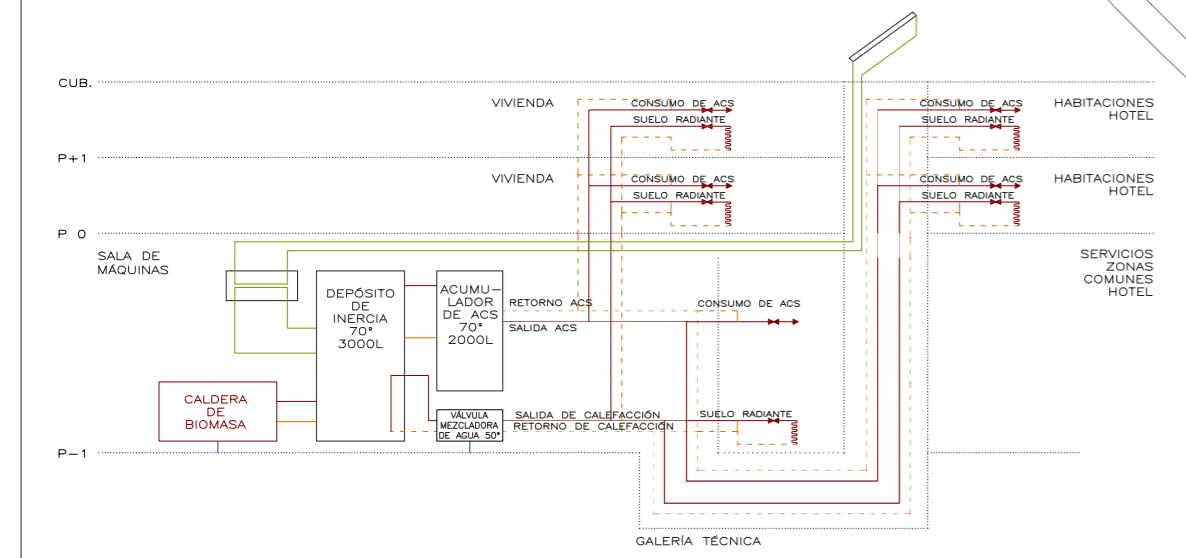 CUB.
VIVIENDA
CONSUMO DE ACS
SUELO RADIANTE
CONSUMO DE ACS
SUELO RADIANTE
HABITACIONES
HOTEL
P+1
VIVIENDA
CONSUMO DE ACS
SUELO RADIANTE
CONSUMO DE ACS
SUELO RADIANTE
HABITACIONES
HOTEL
P 0
SALA DE
MÁQUINAS
SERVICIOS
ZONAS
COMUNES
HOTEL
DEPÓSITO
DE
INERCIA
70°
3000L
ACUMU-
LADOR
DE ACS
70°
2000L
RETORNO ACS
SALIDA ACS
CONSUMO DE ACS
CALDERA
DE
BIOMASA
VÁLVULA
MEZCLADORA
DE AGUA 50°
SALIDA DE CALEFACCIÓN
RETORNO DE CALEFACCIÓN
SUELO RADIANTE
P-1
GALERÍA TÉCNICA